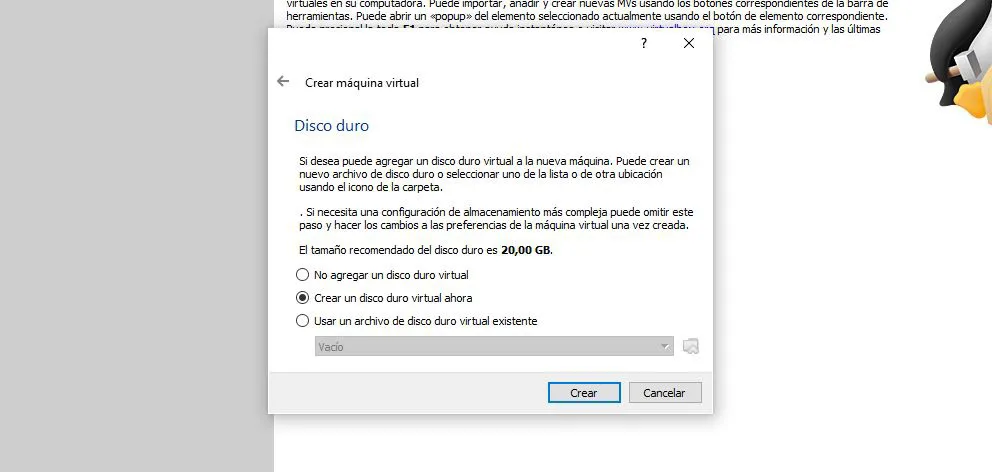 virtuales en su computadora. Puede importar, añadir y crear nuevas MVs usando los botones correspondientes de la barra de
herramientas. Puede abrir un «popup» del elemento seleccionado actualmente usando el botón de elemento correspondiente.
para más información y las últimas
?
Crear máquina virtual
Disco duro
Si desea puede agregar un disco duro virtual a la nueva máquina. Puede crear un
nuevo archivo de disco duro o seleccionar uno de la lista o de otra ubicación
usando el icono de la carpeta.
. Si necesita una configuración de almacenamiento más compleja puede omitir este
paso y hacer los cambios a las preferencias de la máquina virtual una vez creada.
El tamaño recomendado del disco duro es 20,00 GB.
No agregar un disco duro virtual
Crear un disco duro virtual ahora
Usar un archivo de disco duro virtual existente
Vacío
Crear Cancelar